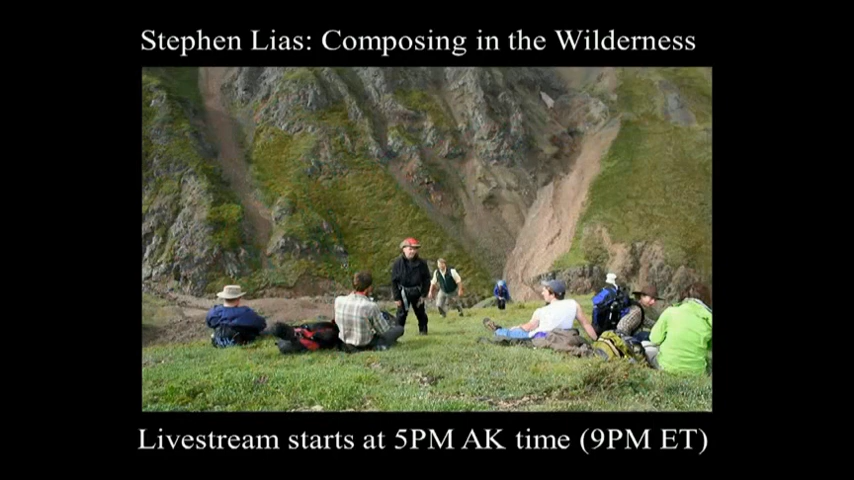 Stephen Lias: Composing in the Wilderness
Livestream starts at 5PM AK time (9PM ET)